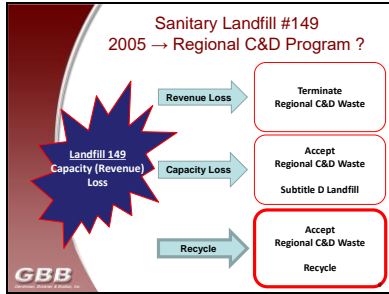 Sanitary Landfill #149
2005 → Regional C&D Program ?
Revenue Loss
Terminate
Regional C&D Waste
Landfill 149
Capacity (Revenue)
Loss
Capacity Loss
Accept
Regional C&D Waste
Subtitle D Landfill
Recycle
Accept
Regional C&D Waste
Recycle
GBB